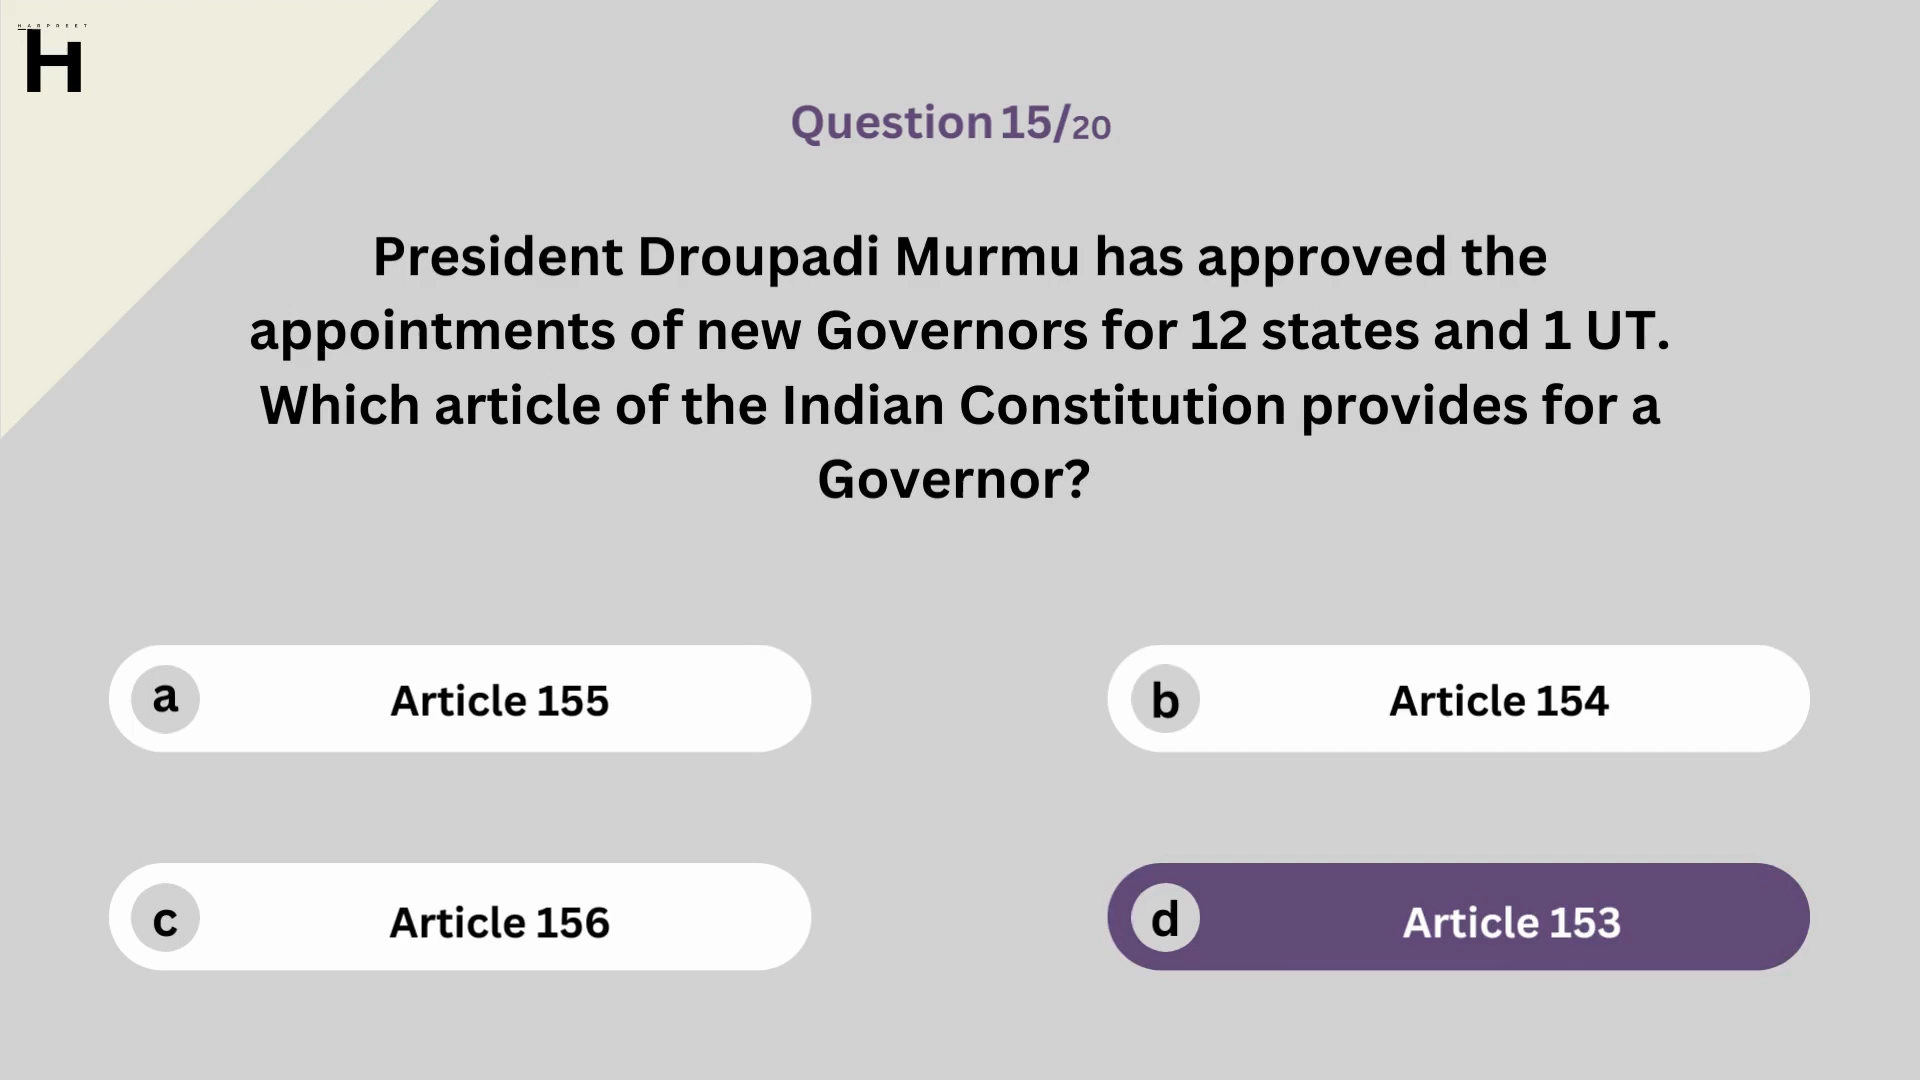 HARPREET
H
Question 15/20
President Droupadi Murmu has approved the
appointments of new Governors for 12 states and 1 UT.
Which article of the Indian Constitution provides for a
Governor?
a Article 155
b Article 154
c Article 156
d Article 153